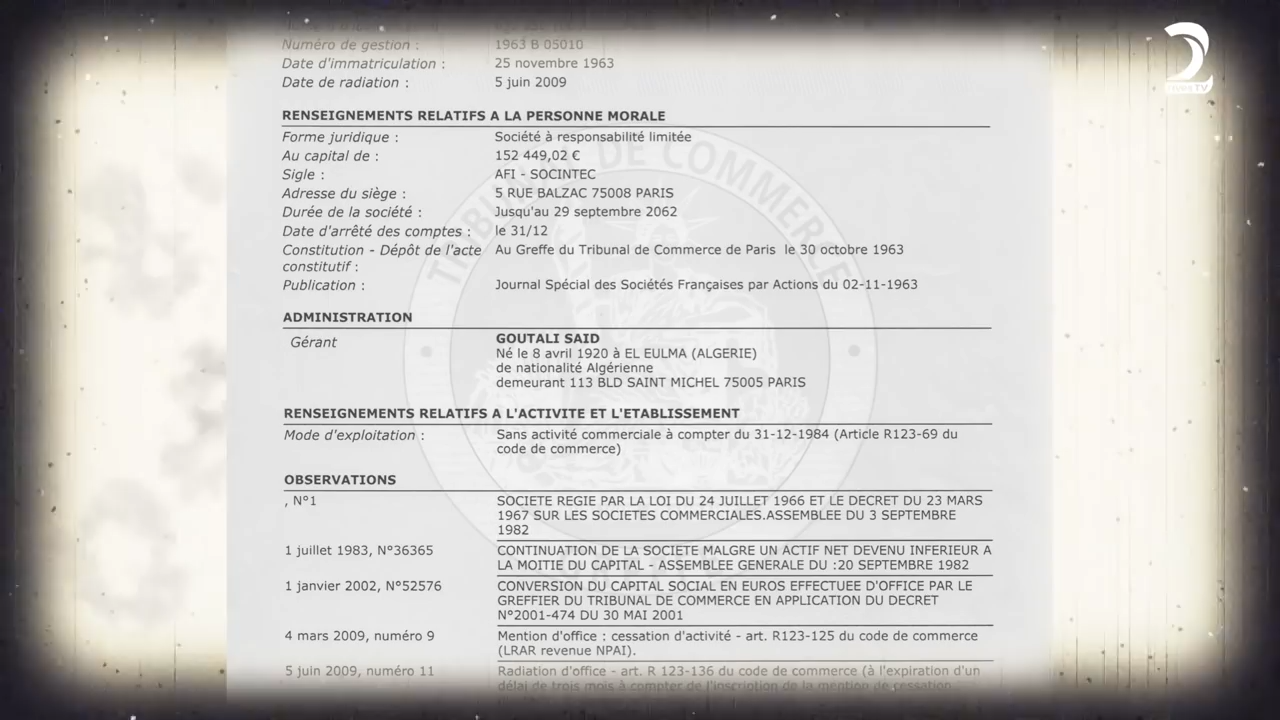 Numéro de gestion : 1963 B 05010
Date d'immatriculation : 25 novembre 1963
Date de radiation : 5 juin 2009
RENSEIGNEMENTS RELATIFS A LA PERSONNE MORALE
Forme juridique : Société à responsabilité limitée
Au capital de : 152 449,02 €
Sigle : AFI - SOCINTEC
Adresse du siège : 5 RUE BALZAC 75008 PARIS
Durée de la société : Jusqu'au 29 septembre 2062
Date d'arrêté des comptes : le 31/12
Constitution - Dépôt de l'acte Au Greffe du Tribunal de Commerce de Paris le 30 octobre 1963
constitutif :
Publication : Journal Spécial des Sociétés Françaises par Actions du 02-11-1963
ADMINISTRATION
Gérant GOUTALI SAID
Né le 8 avril 1920 à EL EULMA (ALGERIE)
de nationalité Algérienne
demeurant 113 BLD SAINT MICHEL 75005 PARIS
RENSEIGNEMENTS RELATIFS A L'ACTIVITE ET L'ETABLISSEMENT
Mode d'exploitation : Sans activité commerciale à compter du 31-12-1984 (Article R123-69 du
code de commerce)
OBSERVATIONS
, N°1 SOCIETE REGIE PAR LA LOI DU 24 JUILLET 1966 ET LE DECRET DU 23 MARS
1967 SUR LES SOCIETES COMMERCIALES.ASSEMBLEE DU 3 SEPTEMBRE
1982
1 juillet 1983, N°36365 CONTINUATION DE LA SOCIETE MALGRE UN ACTIF NET DEVENU INFERIEUR A
LA MOITIE DU CAPITAL - ASSEMBLEE GENERALE DU :20 SEPTEMBRE 1982
1 janvier 2002, N°52576 CONVERSION DU CAPITAL SOCIAL EN EUROS EFFECTUEE D'OFFICE PAR LE
GREFFIER DU TRIBUNAL DE COMMERCE EN APPLICATION DU DECRET
N°2001-474 DU 30 MAI 2001
4 mars 2009, numéro 9 Mention d'office : cessation d'activité - art. R123-125 du code de commerce
(LRAR revenue NPAI).
5 juin 2009, numéro 11 Radiation d'office - art. R 123-136 du code de commerce (à l'expiration d'un
délai de trois mois à compter de l'inscription de la mention de cessation
TRIBUNAL DE COMMERCE
TV